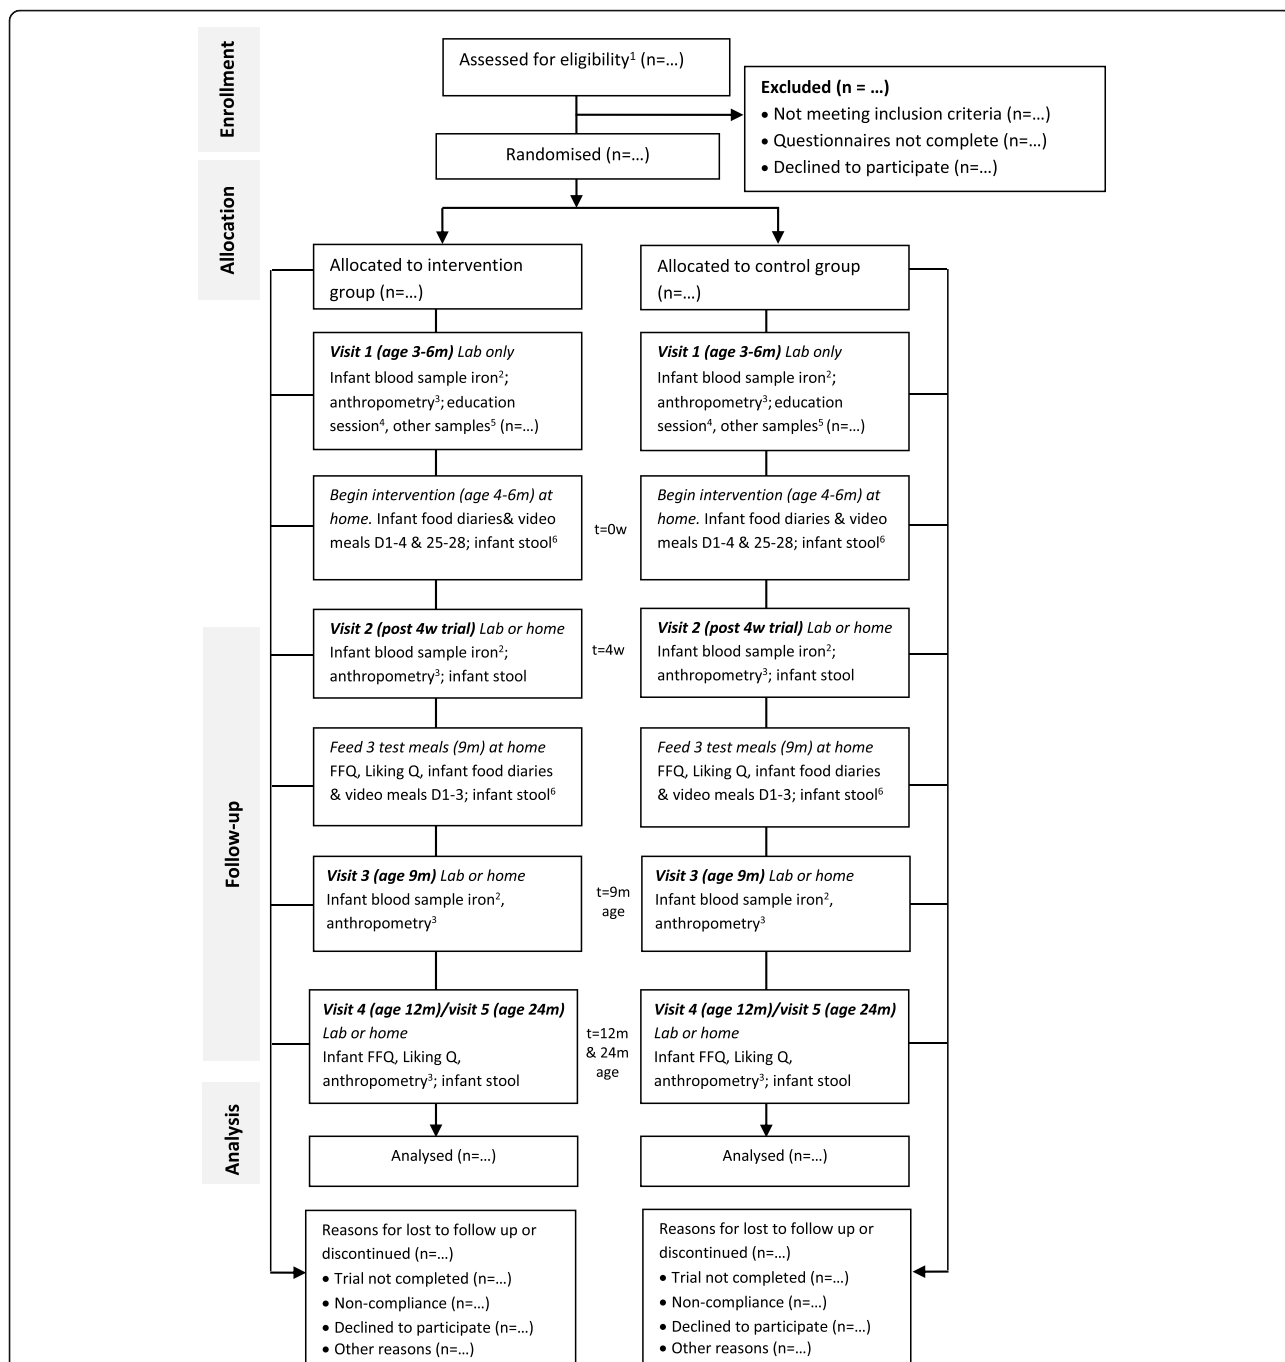 Enrollment
Assessed for eligibility¹ (n=...)
Excluded (n = ...)
• Not meeting inclusion criteria (n=...)
• Questionnaires not complete (n=...)
• Declined to participate (n=...)
Randomised (n=...)
Allocation
Allocated to intervention
group (n=...)
Allocated to control group
(n=...)
Visit 1 (age 3-6m) Lab only
Infant blood sample iron²;
anthropometry³; education
session⁴, other samples⁵ (n=...)
Visit 1 (age 3-6m) Lab only
Infant blood sample iron²;
anthropometry³; education
session⁴, other samples⁵ (n=...)
Begin intervention (age 4-6m) at
home. Infant food diaries& video
meals D1-4 & 25-28; infant stool⁶
t=0w
Begin intervention (age 4-6m) at
home. Infant food diaries & video
meals D1-4 & 25-28; infant stool⁶
Follow-up
Visit 2 (post 4w trial) Lab or home
Infant blood sample iron²;
anthropometry³; infant stool
t=4w
Visit 2 (post 4w trial) Lab or home
Infant blood sample iron²;
anthropometry³; infant stool
Feed 3 test meals (9m) at home
FFQ, Liking Q, infant food diaries
& video meals D1-3; infant stool⁶
Feed 3 test meals (9m) at home
FFQ, Liking Q, infant food diaries
& video meals D1-3; infant stool⁶
Visit 3 (age 9m) Lab or home
Infant blood sample iron²,
anthropometry³
t=9m
age
Visit 3 (age 9m) Lab or home
Infant blood sample iron²,
anthropometry³
Visit 4 (age 12m)/visit 5 (age 24m)
Lab or home
Infant FFQ, Liking Q,
anthropometry³; infant stool
t=12m
& 24m
age
Visit 4 (age 12m)/visit 5 (age 24m)
Lab or home
Infant FFQ, Liking Q,
anthropometry³; infant stool
Analysis
Analysed (n=...)
Analysed (n=...)
Reasons for lost to follow up or
discontinued (n=...)
• Trial not completed (n=...)
• Non-compliance (n=...)
• Declined to participate (n=...)
• Other reasons (n=...)
Reasons for lost to follow up or
discontinued (n=...)
• Trial not completed (n=...)
• Non-compliance (n=...)
• Declined to participate (n=...)
• Other reasons (n=...)